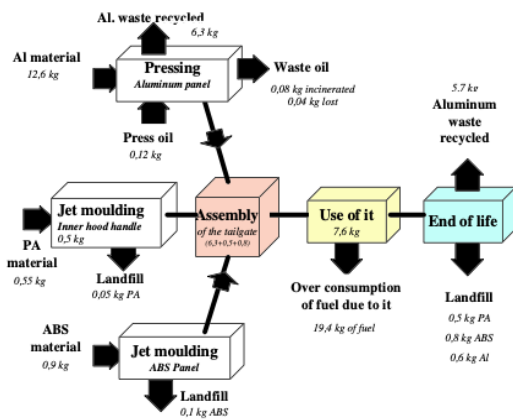 Al. waste recycled
6,3 kg
Al material
12,6 kg
Pressing
Aluminum panel
Waste oil
0,08 kg incinerated
0,04 kg lost
Press oil
0,12 kg
5.7 kg
Aluminum
waste
recycled
Jet moulding
Inner hood handle
0,5 kg
PA
material
0,55 kg
Landfill
0,05 kg PA
Assembly
of the tailgate
(6,3+0,5+0,8)
Use of it
7,6 kg
End of life
Over consumption
of fuel due to it
19,4 kg of fuel
Landfill
0,5 kg PA
0,8 kg ABS
0,6 kg Al
ABS
material
0,9 kg
Jet moulding
ABS Panel
Landfill
0,1 kg ABS